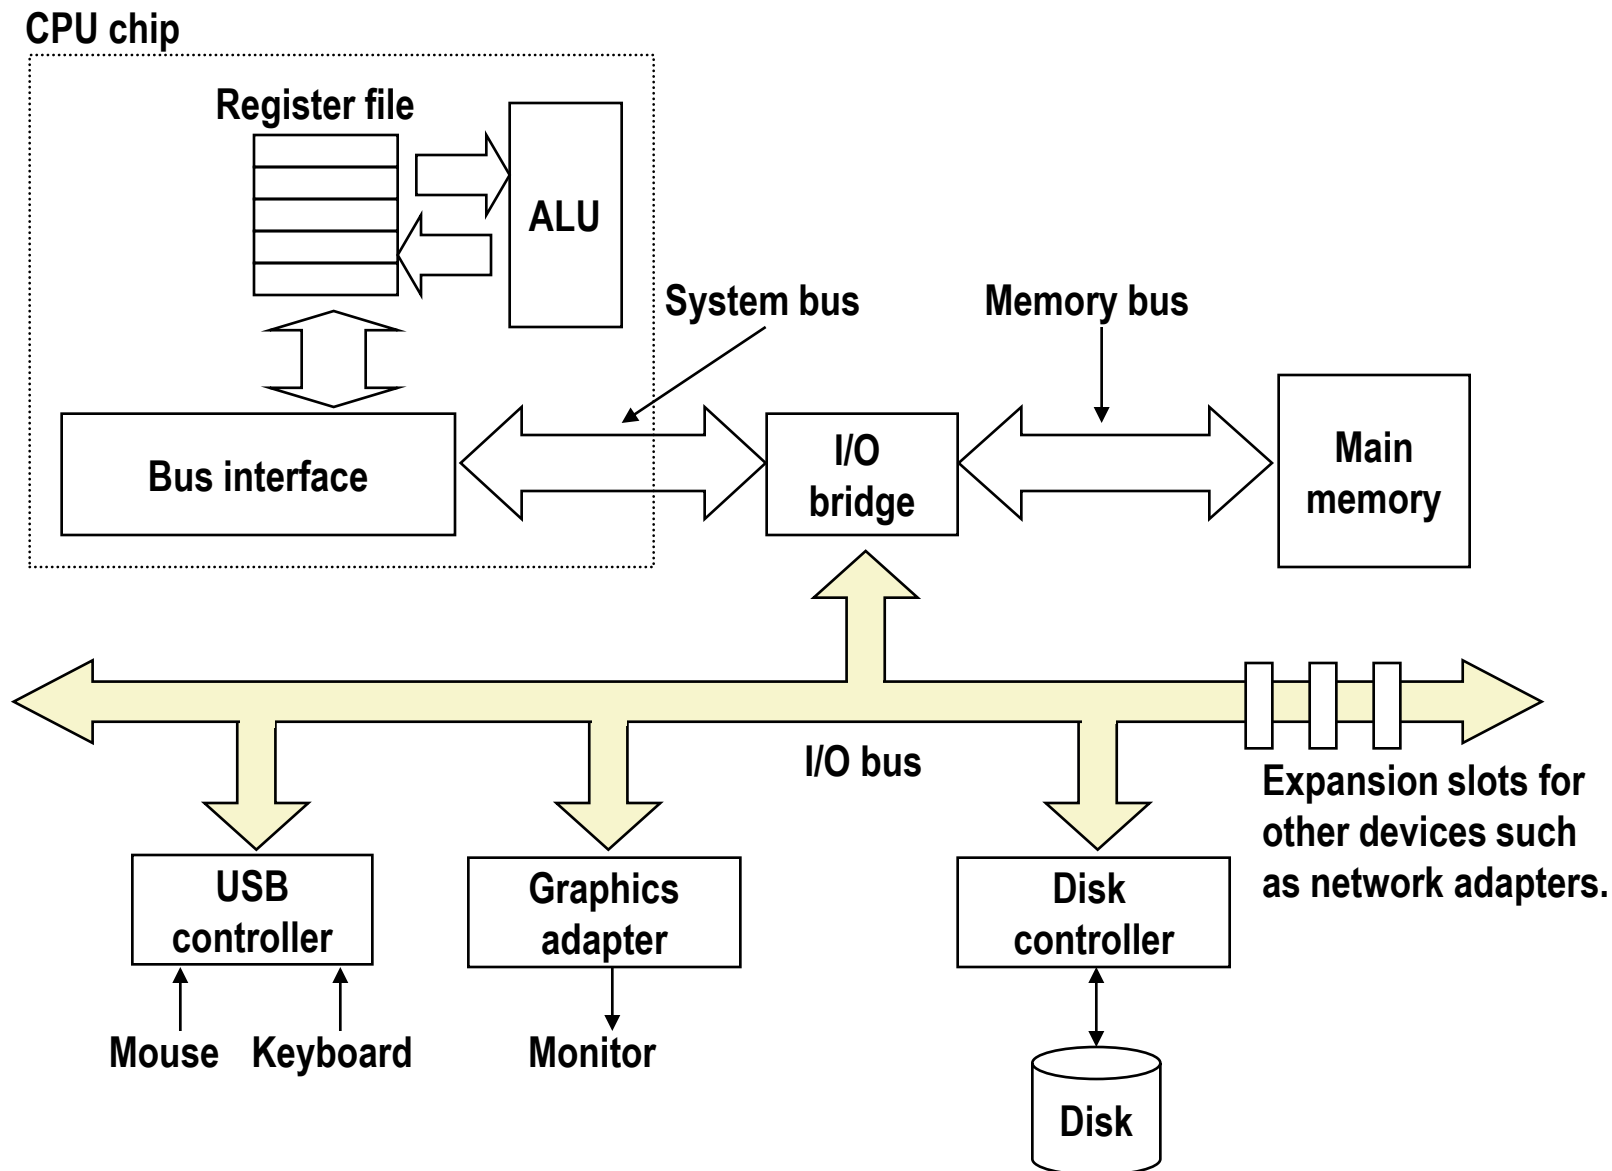 CPU chip
Register file
ALU
System bus
Memory bus
Bus interface
I/O
bridge
Main
memory
I/O bus
Expansion slots for
other devices such
as network adapters.
USB
controller
Graphics
adapter
Disk
controller
Mouse
Keyboard
Monitor
Disk